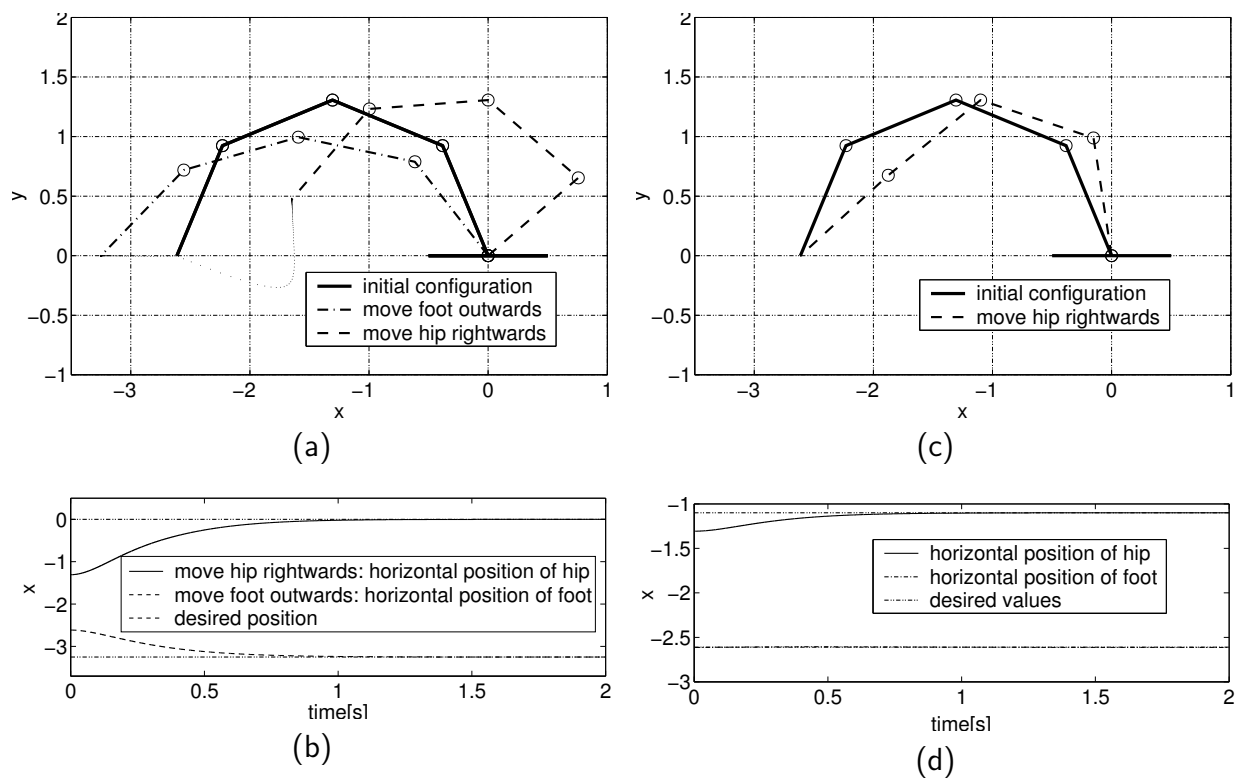 2
1.5
1
0.5
0
−0.5
−1
y
−3
−2
−1
0
1
x
initial configuration
move foot outwards
move hip rightwards
(a)
2
1.5
1
0.5
0
−0.5
−1
y
−3
−2
−1
0
1
x
initial configuration
move hip rightwards
(c)
0
−1
−2
−3
x
0
0.5
1
1.5
2
time[s]
move hip rightwards: horizontal position of hip
move foot outwards: horizontal position of foot
desired position
(b)
−1
−1.5
−2
−2.5
−3
x
0
0.5
1
1.5
2
time[s]
horizontal position of hip
horizontal position of foot
desired values
(d)